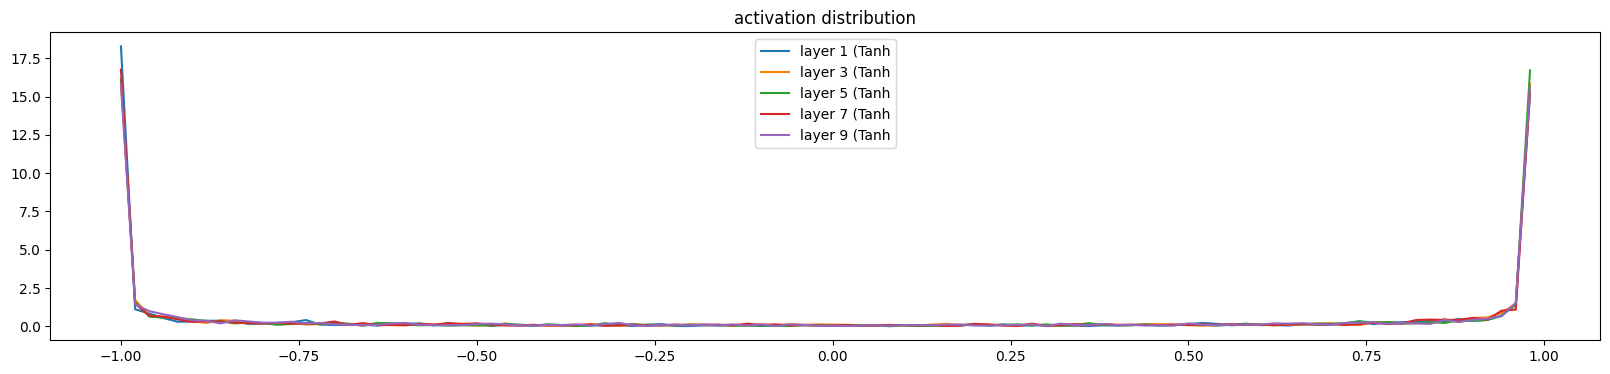 activation distribution
17.5
15.0
12.5
10.0
7.5
5.0
2.5
0.0
layer 1 (Tanh
layer 3 (Tanh
layer 5 (Tanh
layer 7 (Tanh
layer 9 (Tanh
−1.00 −0.75 −0.50 −0.25 0.00 0.25 0.50 0.75 1.00